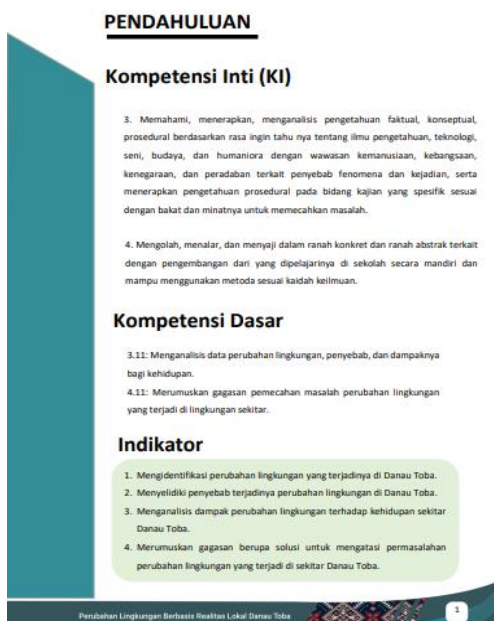 PENDAHULUAN
Kompetensi Inti (KI)
3. Memahami, menerapkan, menganalisis pengetahuan faktual, konseptual,
prosedural berdasarkan rasa ingin tahu nya tentang ilmu pengetahuan, teknologi,
seni, budaya, dan humaniora dengan wawasan kemanusiaan, kebangsaan,
kenegaraan, dan peradaban terkait penyebab fenomena dan kejadian, serta
menerapkan pengetahuan prosedural pada bidang kajian yang spesifik sesuai
dengan bakat dan minatnya untuk memecahkan masalah.
4. Mengolah, menalar, dan menyaji dalam ranah konkret dan ranah abstrak terkait
dengan pengembangan dari yang dipelajarinya di sekolah secara mandiri dan
mampu menggunakan metoda sesuai kaidah keilmuan.
Kompetensi Dasar
3.11: Menganalisis data perubahan lingkungan, penyebab, dan dampaknya
bagi kehidupan.
4.11: Merumuskan gagasan pemecahan masalah perubahan lingkungan
yang terjadi di lingkungan sekitar.
Indikator
1. Mengidentifikasi perubahan lingkungan yang terjadinya di Danau Toba.
2. Menyelidiki penyebab terjadinya perubahan lingkungan di Danau Toba.
3. Menganalisis dampak perubahan lingkungan terhadap kehidupan sekitar
Danau Toba.
4. Merumuskan gagasan berupa solusi untuk mengatasi permasalahan
perubahan lingkungan yang terjadi di sekitar Danau Toba.
Perubahan Lingkungan Berbasis Realitas Lokal Danau Toba
1